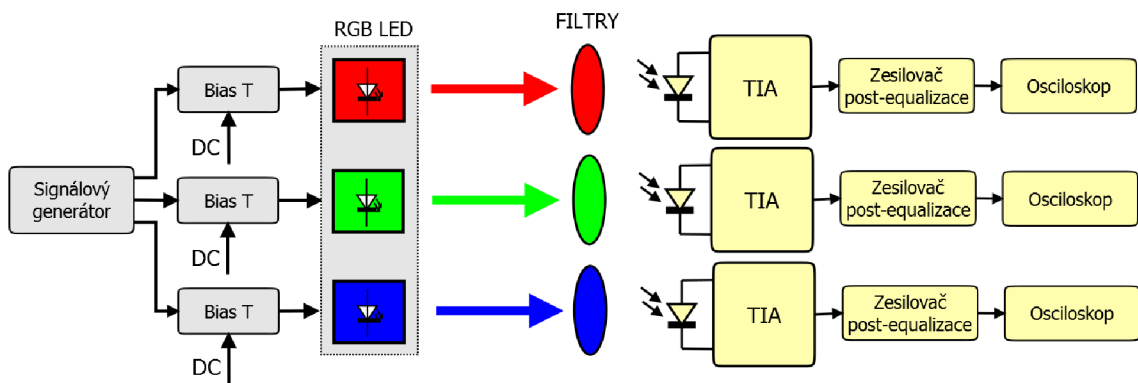 RGB LED
FILTRY
Bias T
DC
TIA
Zesilovač
post-equalizace
Osciloskop
Signálový
generátor
Bias T
DC
TIA
Zesilovač
post-equalizace
Osciloskop
Bias T
DC
TIA
Zesilovač
post-equalizace
Osciloskop